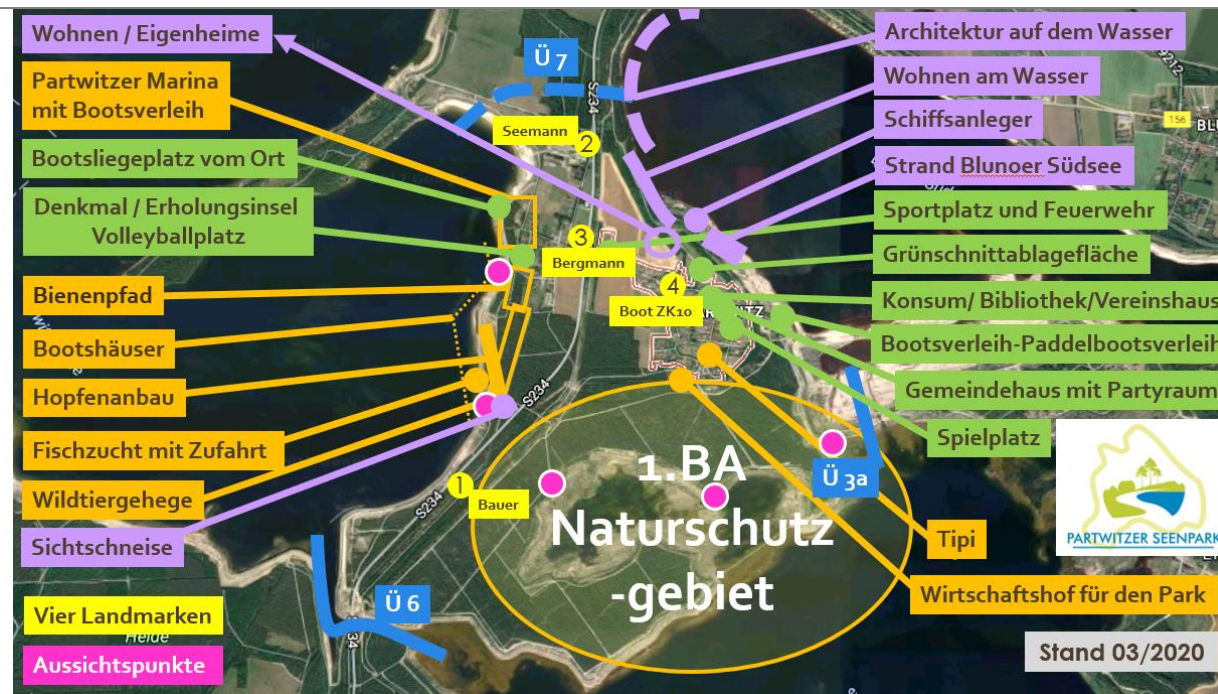 Wohnen / Eigenheime
Partwitzer Marina
mit Bootsverleih
Bootsliegeplatz vom Ort
Denkmal / Erholungsinsel
Volleyballplatz
Bienenpfad
Bootshäuser
Hopfenanbau
Fischzucht mit Zufahrt
Wildtiergehege
Sichtschneise
Vier Landmarken
Heide
Aussichtspunkte
Ü 7
S234
Seemann
2
3
Bergmann
4
Boot ZK10
S234
1
Bauer
S234
Ü 6
S234
1.BA
Naturschutz
-gebiet
Ü 3a
Architektur auf dem Wasser
Wohnen am Wasser
156
Schiffsanleger
Strand Blunoer Südsee
Sportplatz und Feuerwehr
Grünschnittablagefläche
Konsum/ Bibliothek/Vereinshaus
Bootsverleih-Paddelbootsverleih
Gemeindehaus mit Partyraum
Spielplatz
PARTWITZER SEENPARK
Tipi
Wirtschaftshof für den Park
Stand 03/2020